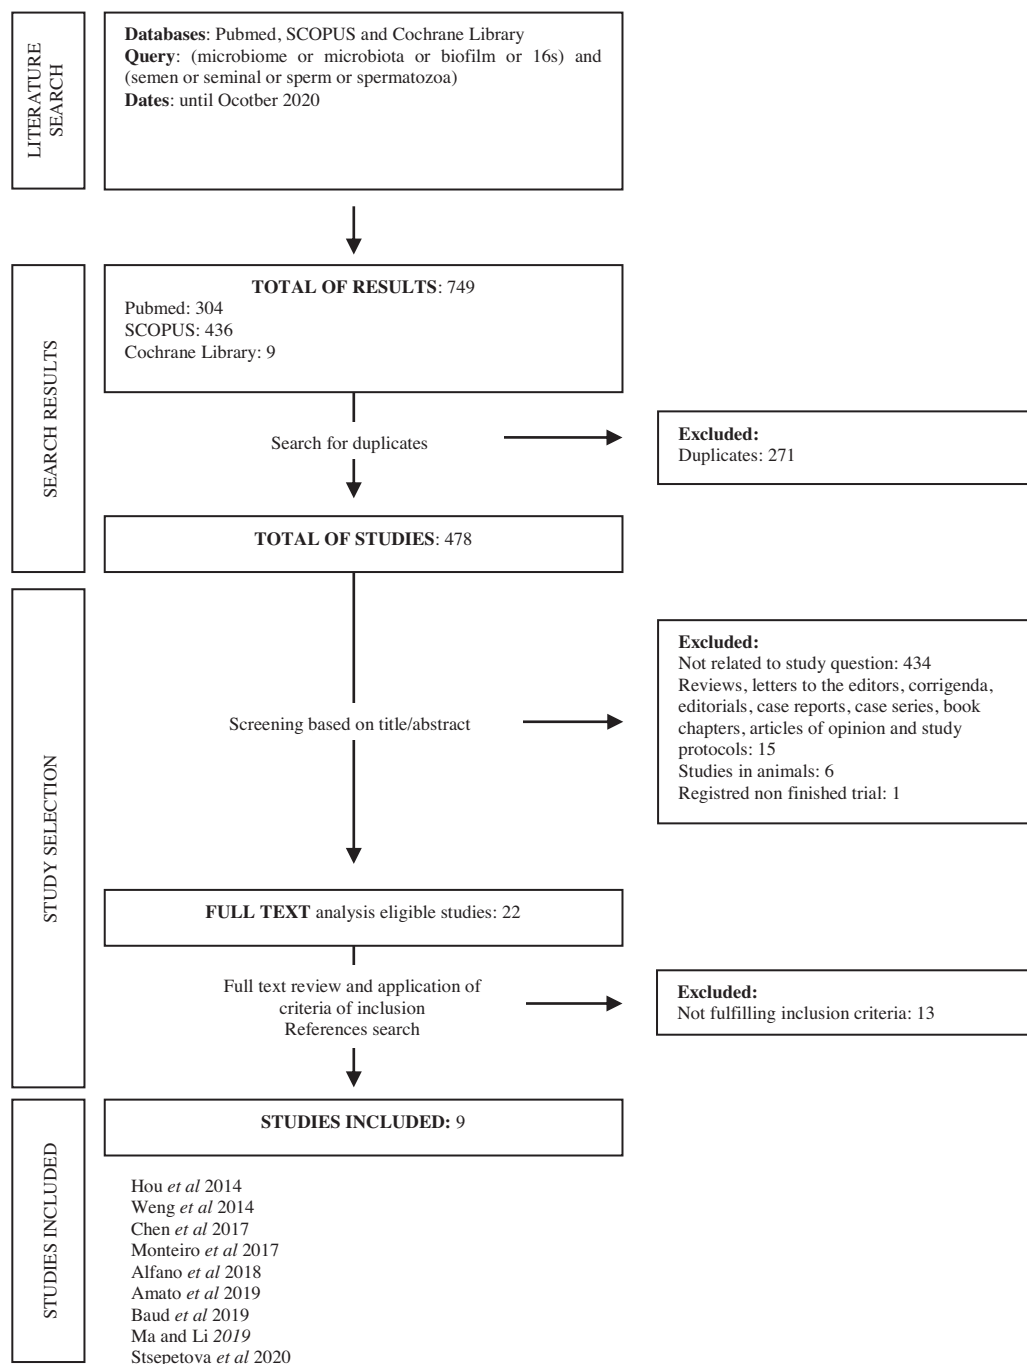 LITERATURE
SEARCH
Databases: Pubmed, SCOPUS and Cochrane Library
Query: (microbiome or microbiota or biofilm or 16s) and
(semen or seminal or sperm or spermatozoa)
Dates: until Ocotber 2020
SEARCH RESULTS
TOTAL OF RESULTS: 749
Pubmed: 304
SCOPUS: 436
Cochrane Library: 9
Search for duplicates
Excluded:
Duplicates: 271
TOTAL OF STUDIES: 478
STUDY SELECTION
Screening based on title/abstract
Excluded:
Not related to study question: 434
Reviews, letters to the editors, corrigenda,
editorials, case reports, case series, book
chapters, articles of opinion and study
protocols: 15
Studies in animals: 6
Registred non finished trial: 1
FULL TEXT analysis eligible studies: 22
Full text review and application of
criteria of inclusion
References search
Excluded:
Not fulfilling inclusion criteria: 13
STUDIES INCLUDED
STUDIES INCLUDED: 9
Hou et al 2014
Weng et al 2014
Chen et al 2017
Monteiro et al 2017
Alfano et al 2018
Amato et al 2019
Baud et al 2019
Ma and Li 2019
Stsepetova et al 2020